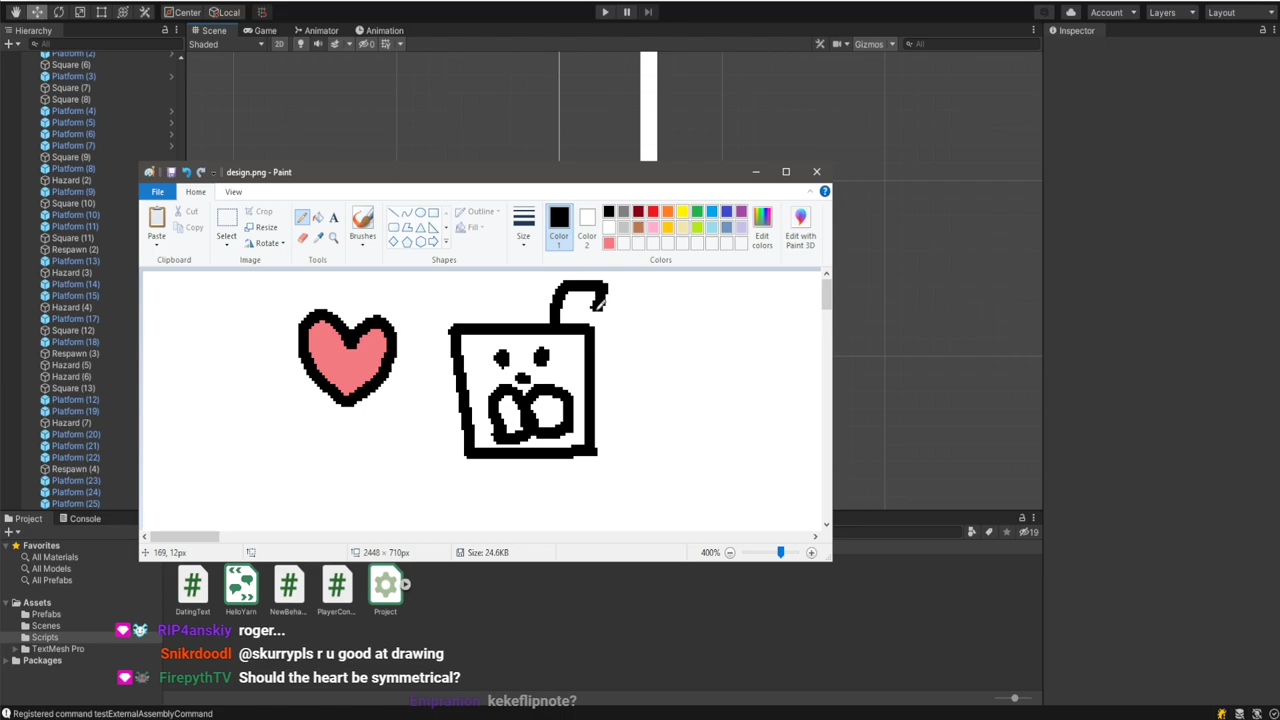 Center
Local
Account
Layers
Layout
Hierarchy
Scene
Game
Animator
Animation
Inspector
All
Shaded
2D
0
Gizmos
All
Platform (2)
Square (6)
Platform (3)
Square (7)
Square (8)
Platform (4)
Platform (5)
Platform (6)
Platform (7)
Square (9)
Platform (8)
Hazard (2)
Platform (9)
Square (10)
Platform (10)
Platform (11)
Square (11)
Respawn (2)
Platform (13)
Hazard (3)
Platform (14)
Platform (15)
Hazard (4)
Platform (17)
Square (12)
Platform (18)
Respawn (3)
Hazard (5)
Hazard (6)
Square (13)
Platform (12)
Platform (19)
Hazard (7)
Platform (20)
Platform (21)
Platform (22)
Respawn (4)
Platform (23)
Platform (24)
Platform (25)
design.png - Paint
File
Home
View
Paste
Cut
Copy
Clipboard
Select
Crop
Resize
Rotate
Image
A
Tools
Brushes
Outline
Fill
Shapes
Size
Color
1
Color
2
Edit
colors
Edit with
Paint 3D
Colors
169, 12px
2448 × 710px
Size: 24.6KB
400%
Project
Console
19
Favorites
All Materials
All Models
All Prefabs
Assets
Prefabs
Scenes
Scripts
TextMesh Pro
Packages
DatingText
HelloYarn
NewBeha...
PlayerCon...
Project
RIP4anskiy roger...
Snikrdoodl @skurrypls r u good at drawing
FirepythTV Should the heart be symmetrical?
kekeflipnote?
Registered command testExternalAssemblyCommand